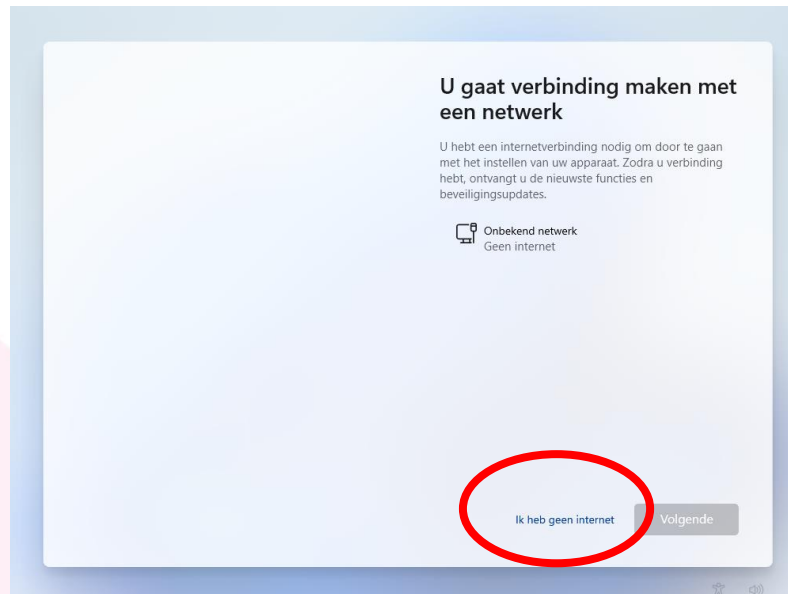 U gaat verbinding maken met
een netwerk
U hebt een internetverbinding nodig om door te gaan
met het instellen van uw apparaat. Zodra u verbinding
hebt, ontvangt u de nieuwste functies en
beveiligingsupdates.
Onbekend netwerk
Geen internet
Ik heb geen internet
Volgende